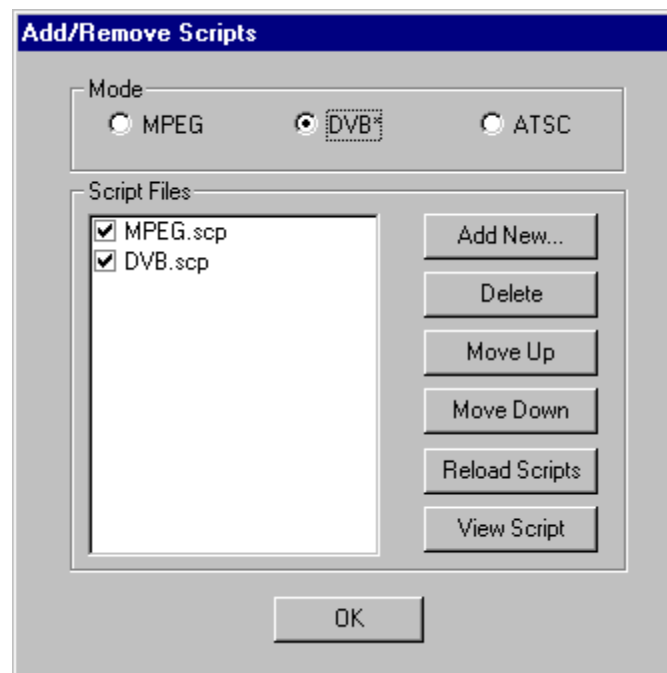 Add/Remove Scripts
Mode
MPEG DVB* ATSC
Script Files
MPEG.scp
DVB.scp
Add New...
Delete
Move Up
Move Down
Reload Scripts
View Script
OK